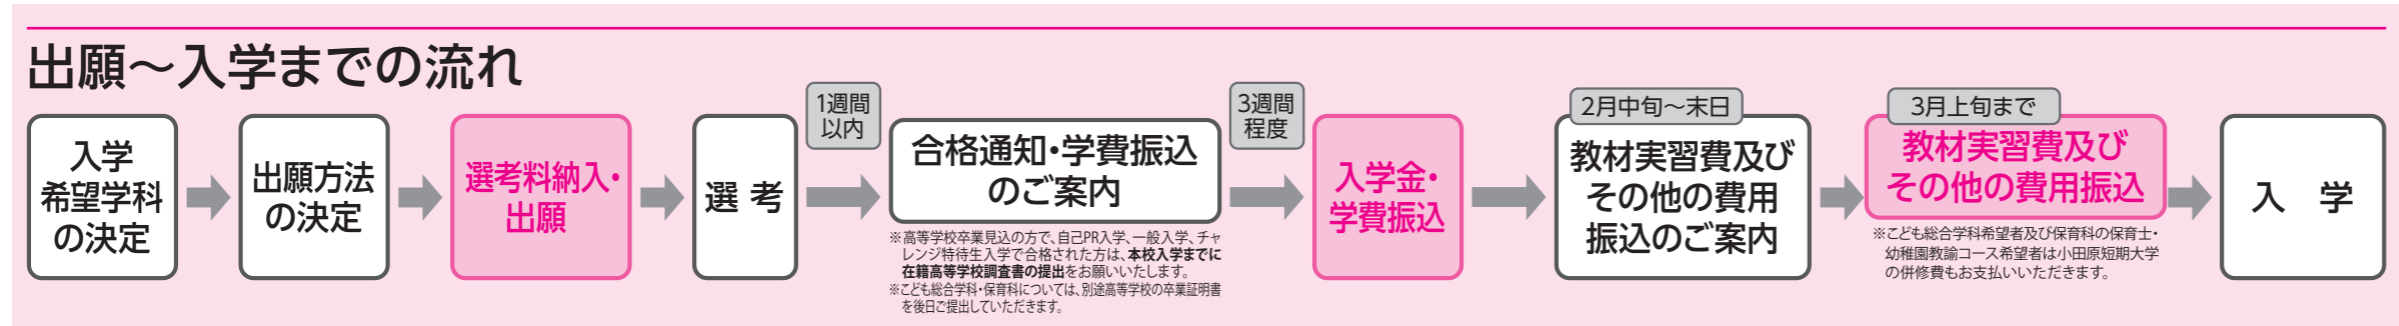 出願～入学までの流れ
入学
希望学科
の決定
出願方法
の決定
選考料納入・
出願
選 考
1週間
以内
合格通知・学費振込
のご案内
※高等学校卒業見込の方で、自己PR入学、一般入学、チャ
レンジ特待生入学で合格された方は、本校入学までに
在籍高等学校調査書の提出をお願いいたします。
※こども総合学科・保育科については、別途高等学校の卒業証明書
を後日ご提出していただきます。
3週間
程度
入学金・
学費振込
2月中旬～末日
教材実習費及び
その他の費用
振込のご案内
3月上旬まで
教材実習費及び
その他の費用振込
※こども総合学科希望者及び保育科の保育士・
幼稚園教諭コース希望者は小田原短期大学
の併修費もお支払いいただきます。
入 学